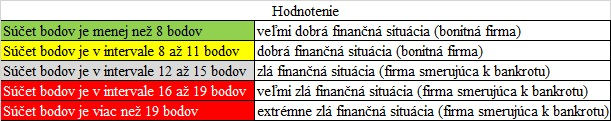 Hodnotenie
Súčet bodov je menej než 8 bodov veľmi dobrá finančná situácia (bonitná firma)
Súčet bodov je v intervale 8 až 11 bodov dobrá finančná situácia (bonitná firma)
Súčet bodov je v intervale 12 až 15 bodov zlá finančná situácia (firma smerujúca k bankrotu)
Súčet bodov je v intervale 16 až 19 bodov veľmi zlá finančná situácia (firma smerujúca k bankrotu)
Súčet bodov je viac než 19 bodov extrémne zlá finančná situácia (firma smerujúca k bankrotu)